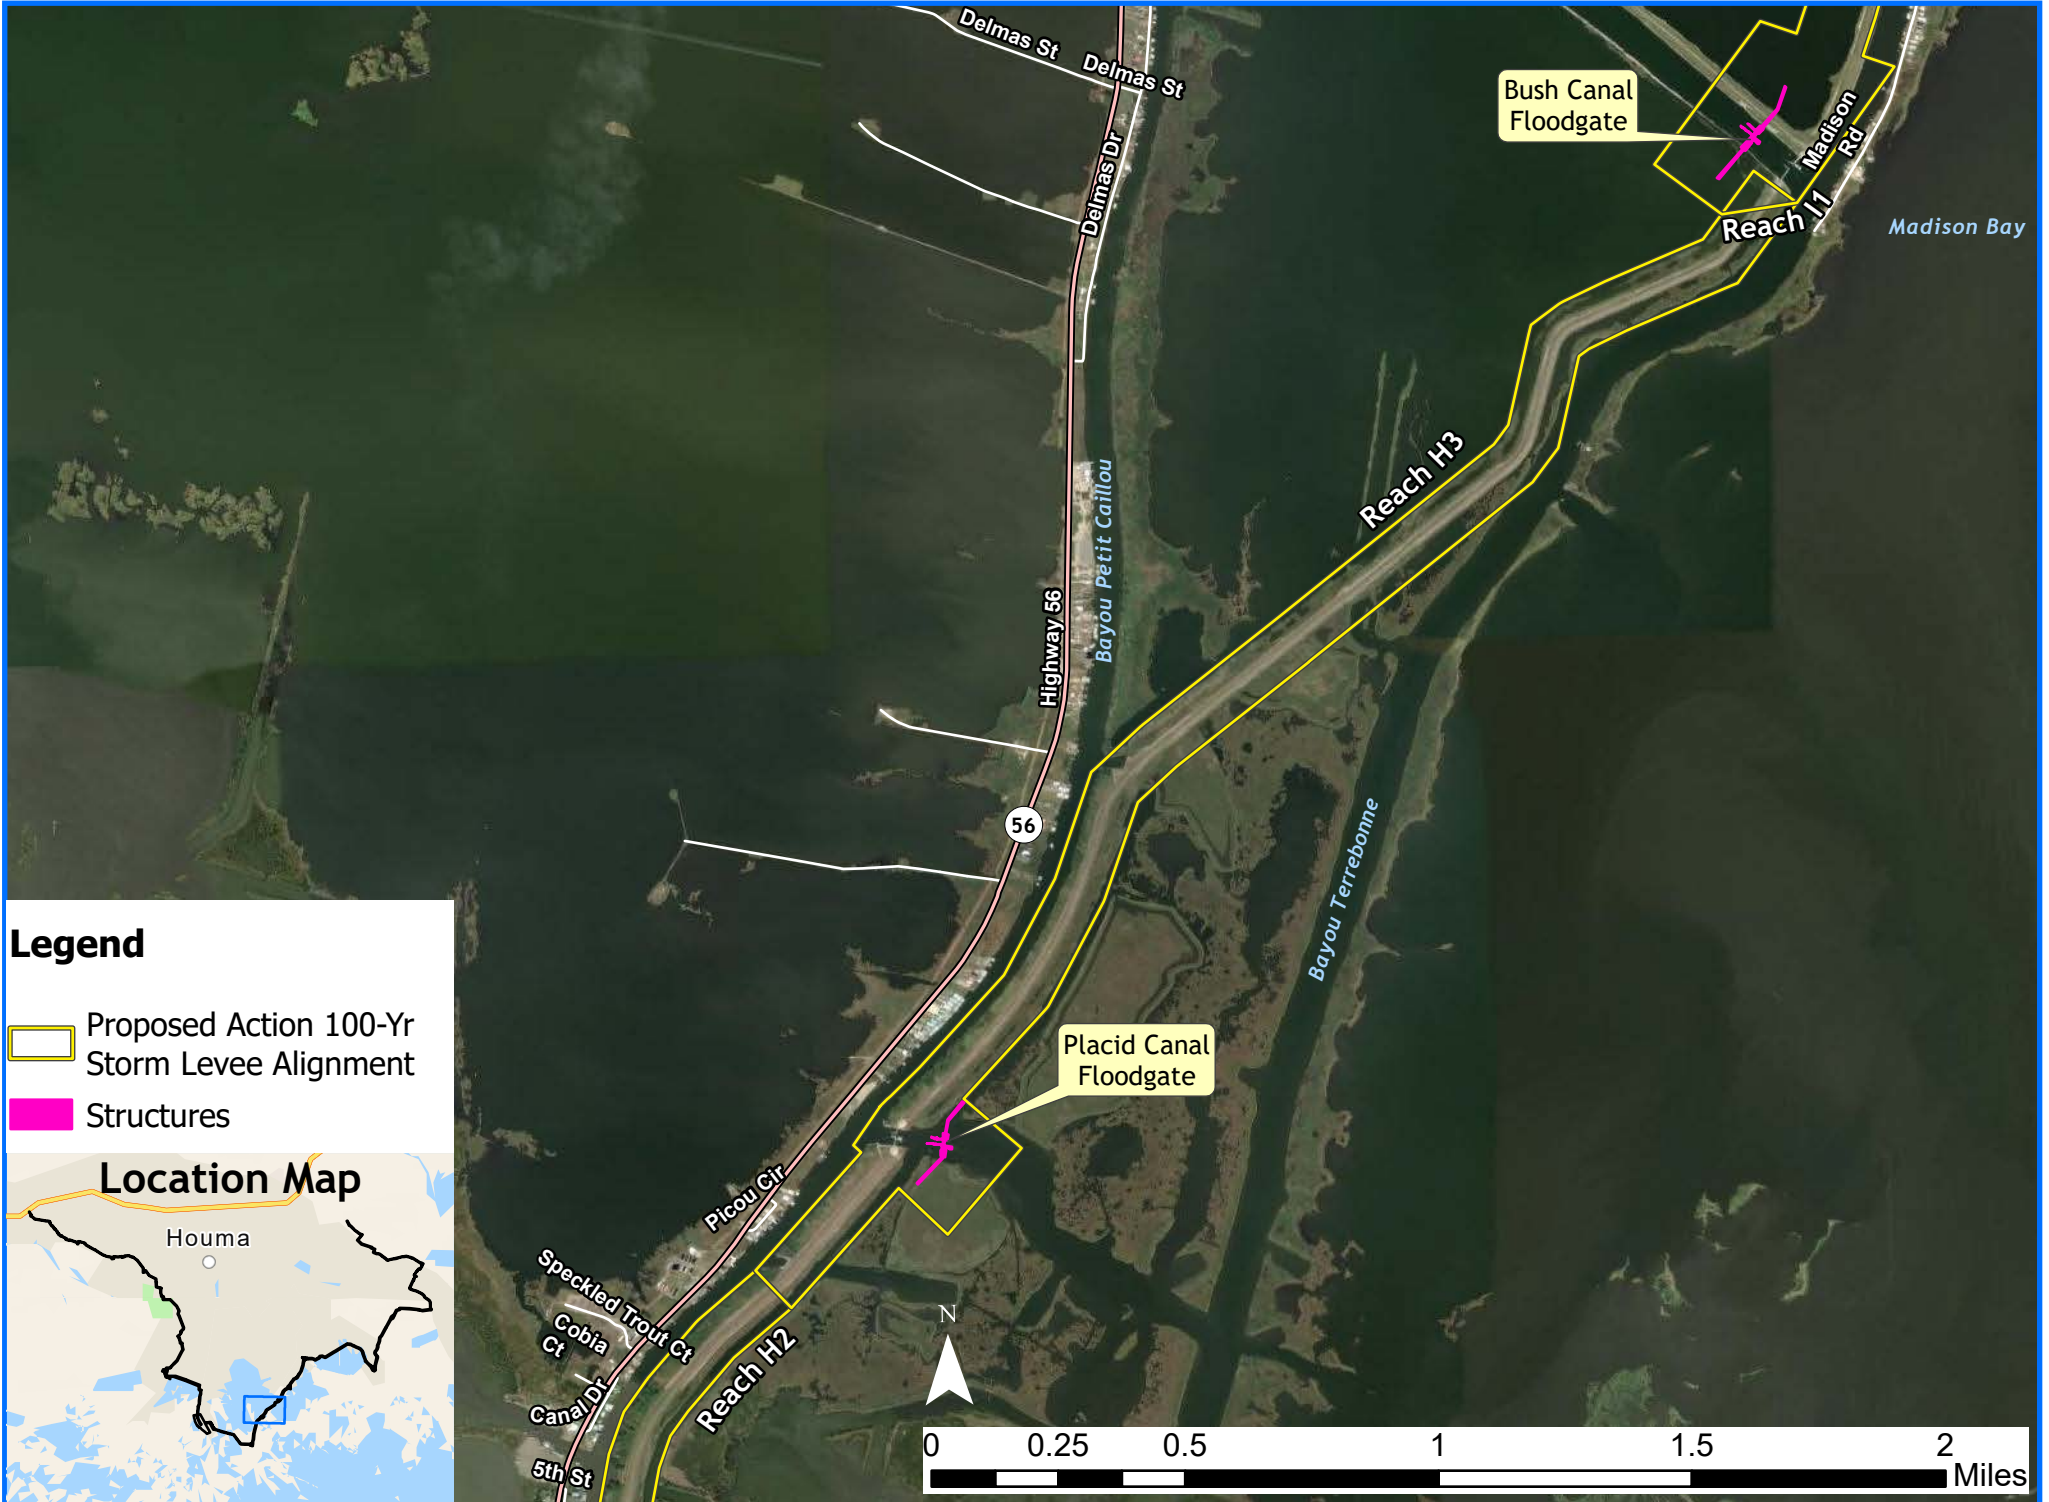 Delmas St
Delmas St
Delmas Dr
Bush Canal
Floodgate
Madison
Rd
Reach I1
Madison Bay
Reach H3
Bayou Petit Caillou
Highway 56
56
Bayou Terrebonne
Placid Canal
Floodgate
Picou Cir
Speckled Trout Ct
Cobia
Ct
Canal Dr
5th St
Reach H2
Legend
Proposed Action 100-Yr
Storm Levee Alignment
Structures
Location Map
Houma
N
0 0.25 0.5 1 1.5 2
Miles